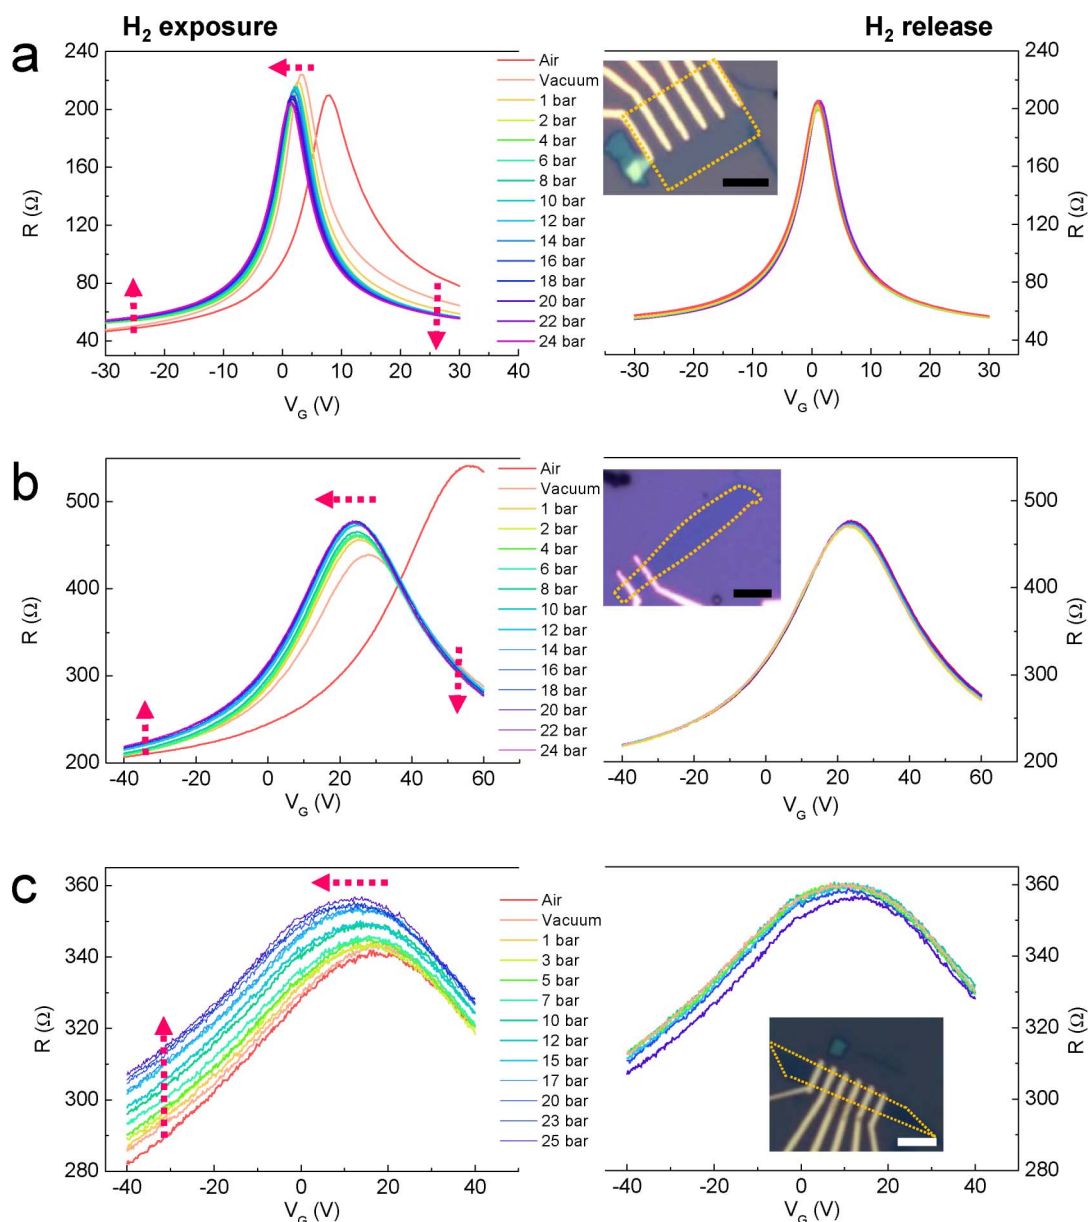 H₂ exposure
H₂ release
a
240
200
160
120
80
40
R (Ω)
-30 -20 -10 0 10 20 30 40
V_G (V)
Air
Vacuum
1 bar
2 bar
4 bar
6 bar
8 bar
10 bar
12 bar
14 bar
16 bar
18 bar
20 bar
22 bar
24 bar
240
200
160
120
80
40
R (Ω)
-30 -20 -10 0 10 20 30
V_G (V)
b
500
400
300
200
R (Ω)
-40 -20 0 20 40 60
V_G (V)
Air
Vacuum
1 bar
2 bar
4 bar
6 bar
8 bar
10 bar
12 bar
14 bar
16 bar
18 bar
20 bar
22 bar
24 bar
500
400
300
200
R (Ω)
-40 -20 0 20 40 60
V_G (V)
c
360
340
320
300
280
R (Ω)
-40 -20 0 20 40
V_G (V)
Air
Vacuum
1 bar
3 bar
5 bar
7 bar
10 bar
12 bar
15 bar
17 bar
20 bar
23 bar
25 bar
360
340
320
300
280
R (Ω)
-40 -20 0 20 40
V_G (V)